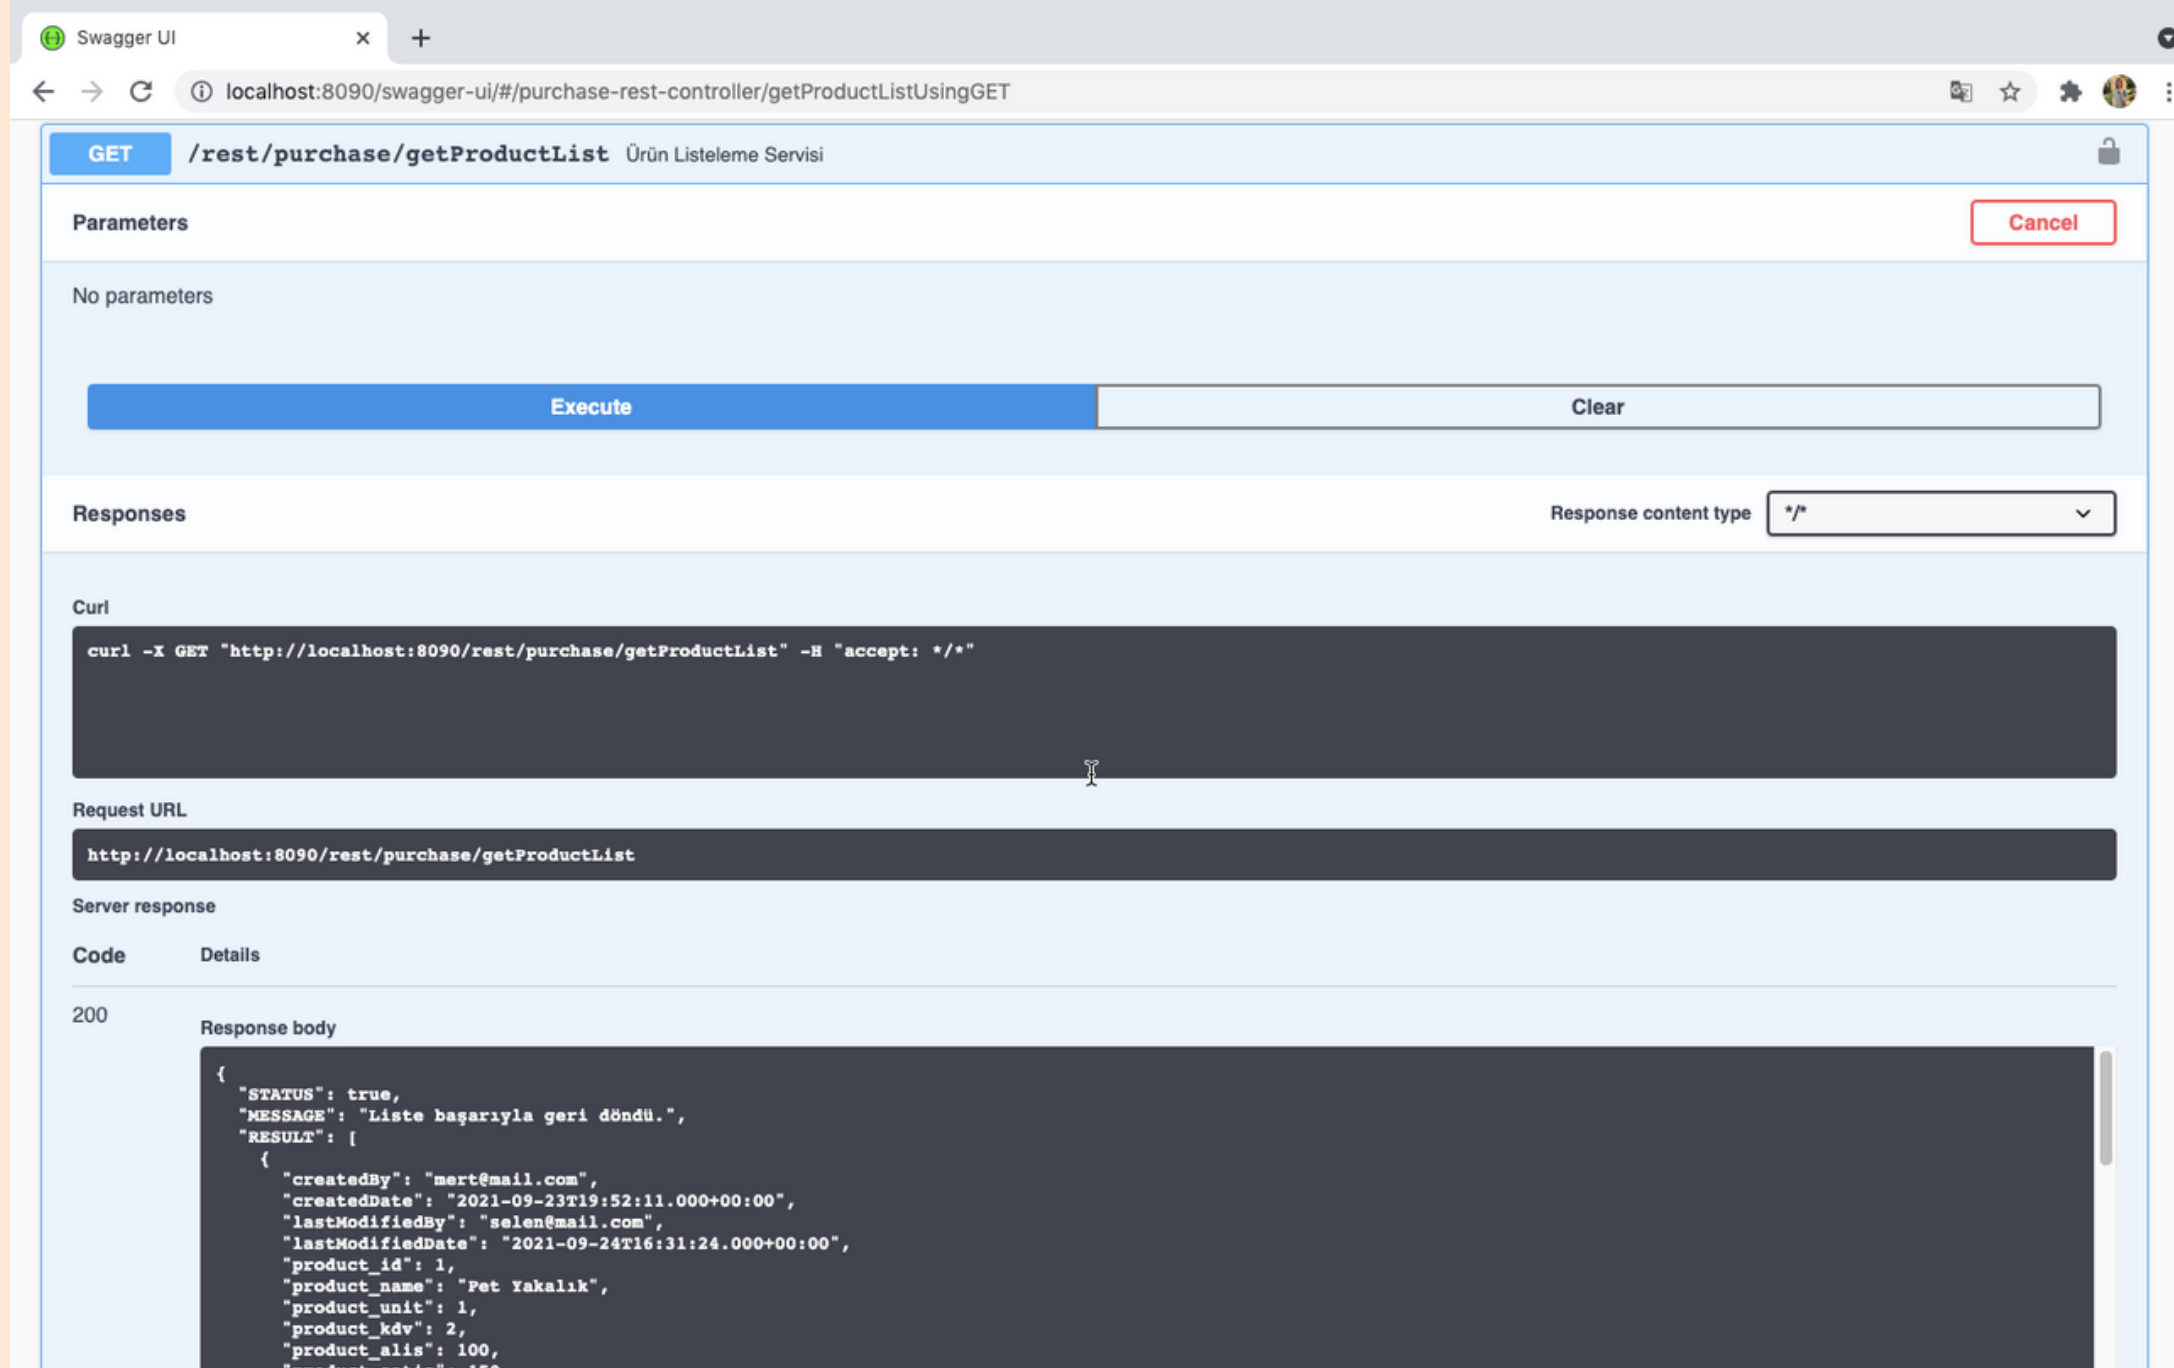 Swagger UI
localhost:8090/swagger-ui/#/purchase-rest-controller/getProductListUsingGET
GET /rest/purchase/getProductList Ürün Listeleme Servisi
Parameters Cancel
No parameters
Execute Clear
Responses Response content type */*
Curl
curl -X GET "http://localhost:8090/rest/purchase/getProductList" -H "accept: */*"
Request URL
http://localhost:8090/rest/purchase/getProductList
Server response
Code Details
200
Response body
{
"STATUS": true,
"MESSAGE": "Liste başarıyla geri döndü.",
"RESULT": [
{
"createdBy": "mert@mail.com",
"createdDate": "2021-09-23T19:52:11.000+00:00",
"lastModifiedBy": "selen@mail.com",
"lastModifiedDate": "2021-09-24T16:31:24.000+00:00",
"product_id": 1,
"product_name": "Pet Yakalık",
"product_unit": 1,
"product_kdv": 2,
"product_alis": 100,